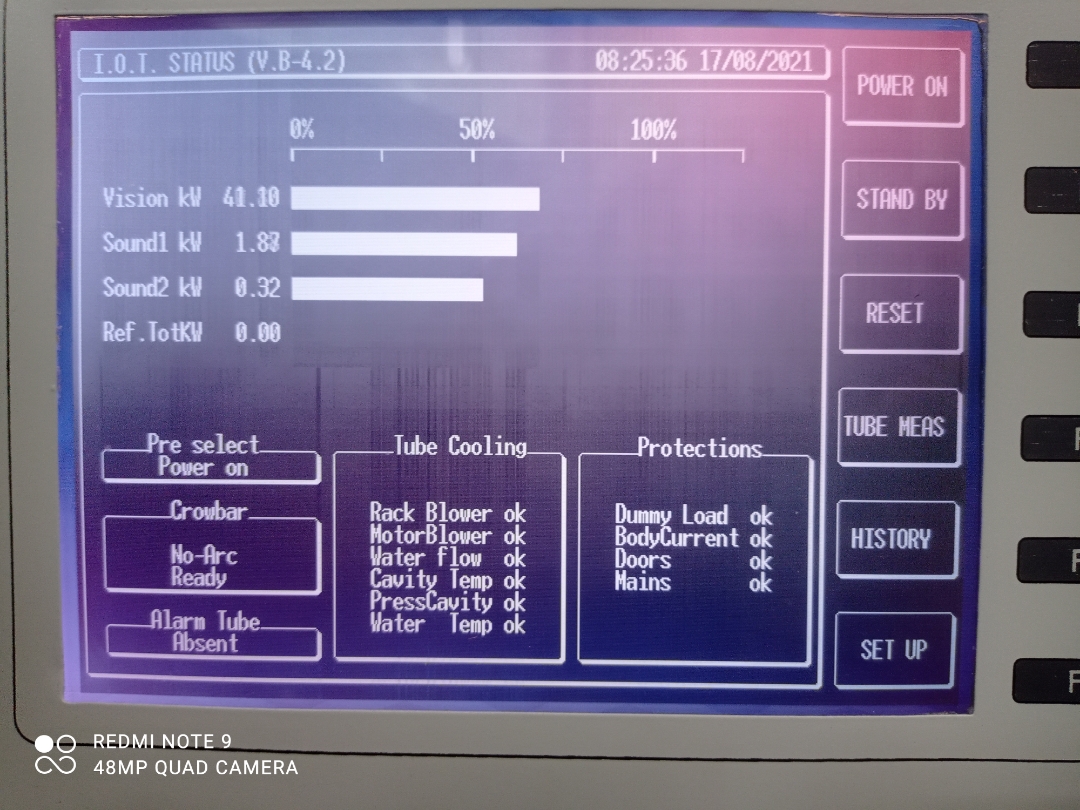 I.O.T. STATUS (V.B-4.2) 08:25:36 17/08/2021
0% 50% 100%
Vision kW 41.10
Sound1 kW
Sound2 kW 0.32
Ref.TotKW 0.00
Pre select
Power on
Crowbar
No-Arc
Ready
Alarm Tube
Absent
Tube Cooling
Rack Blower ok
MotorBlower ok
Water flow ok
Cavity Temp ok
PressCavity ok
Water Temp ok
Protections
Dummy Load ok
BodyCurrent ok
Doors ok
Mains ok
POWER ON
STAND BY
RESET
TUBE MEAS
HISTORY
SET UP
REDMI NOTE 9
48MP QUAD CAMERA